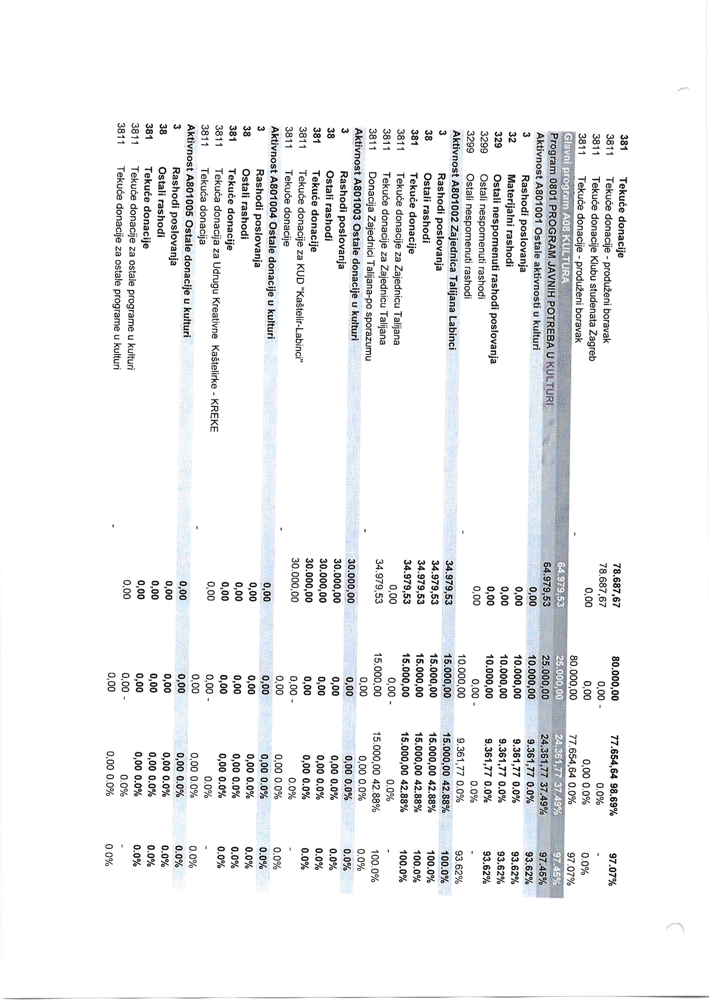 381 Tekuće donacije 78.687,67 80.000,00 77.654,64 98.69% 97.07%
3811 Tekuće donacije - produženi boravak 78.687,67 0,00 - 0.0% -
3811 Tekuće donacije Klubu studenata Zagreb 0,00 0,00 0,00 0.0% 0.0%
3811 Tekuće donacije - produženi boravak - 80.000,00 77.654,64 0.0% 97.07%
Glavni program A08 KULTURA 64.979,53 25.000,00 24.361,77 37.49% 97.45%
Program 0801 PROGRAM JAVNIH POTREBA U KULTURI 64.979,53 25.000,00 24.361,77 37.49% 97.45%
Aktivnost A801001 Ostale aktivnosti u kulturi 0,00 10.000,00 9.361,77 0.0% 93.62%
3 Rashodi poslovanja 0,00 10.000,00 9.361,77 0.0% 93.62%
32 Materijalni rashodi 0,00 10.000,00 9.361,77 0.0% 93.62%
329 Ostali nespomenuti rashodi poslovanja 0,00 10.000,00 9.361,77 0.0% 93.62%
3299 Ostali nespomenuti rashodi 0,00 0,00 - 0.0% -
3299 Ostali nespomenuti rashodi - 10.000,00 9.361,77 0.0% 93.62%
Aktivnost A801002 Zajednica Talijana Labinci 34.979,53 15.000,00 15.000,00 42.88% 100.0%
3 Rashodi poslovanja 34.979,53 15.000,00 15.000,00 42.88% 100.0%
38 Ostali rashodi 34.979,53 15.000,00 15.000,00 42.88% 100.0%
381 Tekuće donacije 34.979,53 15.000,00 15.000,00 42.88% 100.0%
3811 Tekuće donacije za Zajednicu Talijana 0,00 0,00 - 0.0% -
3811 Tekuće donacije za Zajednicu Talijana 34.979,53 15.000,00 15.000,00 42.88% 100.0%
3811 Donacija Zajednici Talijana-po sporazumu - 0,00 0,00 0.0% 0.0%
Aktivnost A801003 Ostale donacije u kulturi 30.000,00 0,00 0,00 0.0% 0.0%
3 Rashodi poslovanja 30.000,00 0,00 0,00 0.0% 0.0%
38 Ostali rashodi 30.000,00 0,00 0,00 0.0% 0.0%
381 Tekuće donacije 30.000,00 0,00 0,00 0.0% 0.0%
3811 Tekuće donacije za KUD "Kaštelir-Labinci" 30.000,00 0,00 - 0.0% -
3811 Tekuće donacije - 0,00 0,00 0.0% 0.0%
Aktivnost A801004 Ostale donacije u kulturi 0,00 0,00 0,00 0.0% 0.0%
3 Rashodi poslovanja 0,00 0,00 0,00 0.0% 0.0%
38 Ostali rashodi 0,00 0,00 0,00 0.0% 0.0%
381 Tekuće donacije 0,00 0,00 0,00 0.0% 0.0%
3811 Tekuća donacija za Udrugu Kreativne Kaštelirke - KREKE 0,00 0,00 - 0.0% -
3811 Tekuća donacija - 0,00 0,00 0.0% 0.0%
Aktivnost A801005 Ostale donacije u kulturi 0,00 0,00 0,00 0.0% 0.0%
3 Rashodi poslovanja 0,00 0,00 0,00 0.0% 0.0%
38 Ostali rashodi 0,00 0,00 0,00 0.0% 0.0%
381 Tekuće donacije 0,00 0,00 0,00 0.0% 0.0%
3811 Tekuće donacije za ostale programe u kulturi 0,00 0,00 - 0.0% -
3811 Tekuće donacije za ostale programe u kulturi - 0,00 0,00 0.0% 0.0%